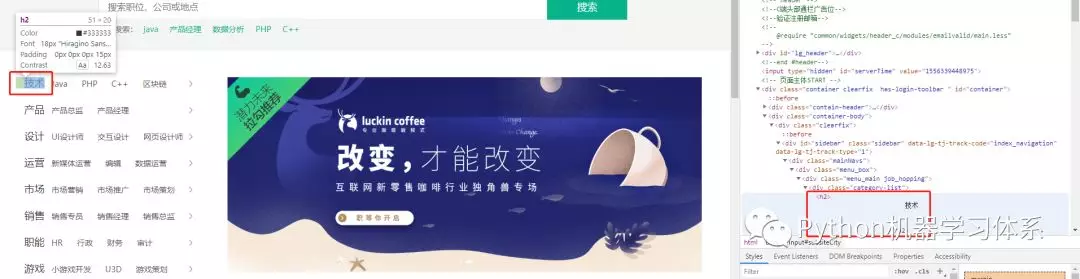 搜索职位、公司或地点
搜索
搜索： java 产品经理 数据分析 PHP C++
h2 51 × 20
Color #333333
Font 18px "Hiragino Sans...
Padding 0px 0px 0px 15px
Contrast Aa 12.63
技术 Java PHP C++ 区块链
产品 产品总监 产品经理
设计 UI设计师 交互设计 网页设计师
运营 新媒体运营 编辑 数据运营
市场 市场营销 市场推广 市场策划
销售 销售专员 销售经理 销售总监
职能 HR 行政 财务 审计
游戏 小游戏开发 U3D 游戏策划
潜力未来
拉勾推荐
luckin coffee
Change.
改变，才能改变
互联网新零售咖啡行业独角兽专场
职等你开启
<!--C端头部通栏广告位-->
<!--验证注册邮箱-->
<!--
@require "common/widgets/header_c/modules/emailvalid/main.less"
-->
<div id="lg_header">…</div>
<!--end #header-->
<input type="hidden" id="serverTime" value="1556339448975">
<!-- 页面主体START -->
<div class="container clearfix has-login-toolbar " id="container">
::before
<div class="contain-header">…</div>
<div class="container-body">
<div class="clearfix">
::before
<div id="sidebar" class="sidebar" data-lg-tj-track-code="index_navigation"
data-lg-tj-track-type="1">
<div class="mainNavs">
<div class="menu_box">
<div class="menu_main job_hopping">
<div class="category-list">
<h2>
技术
Python机器学习体系
html
Styles Event Listeners DOM Breakpoints Properties Accessibility
Filter :hov .cls +